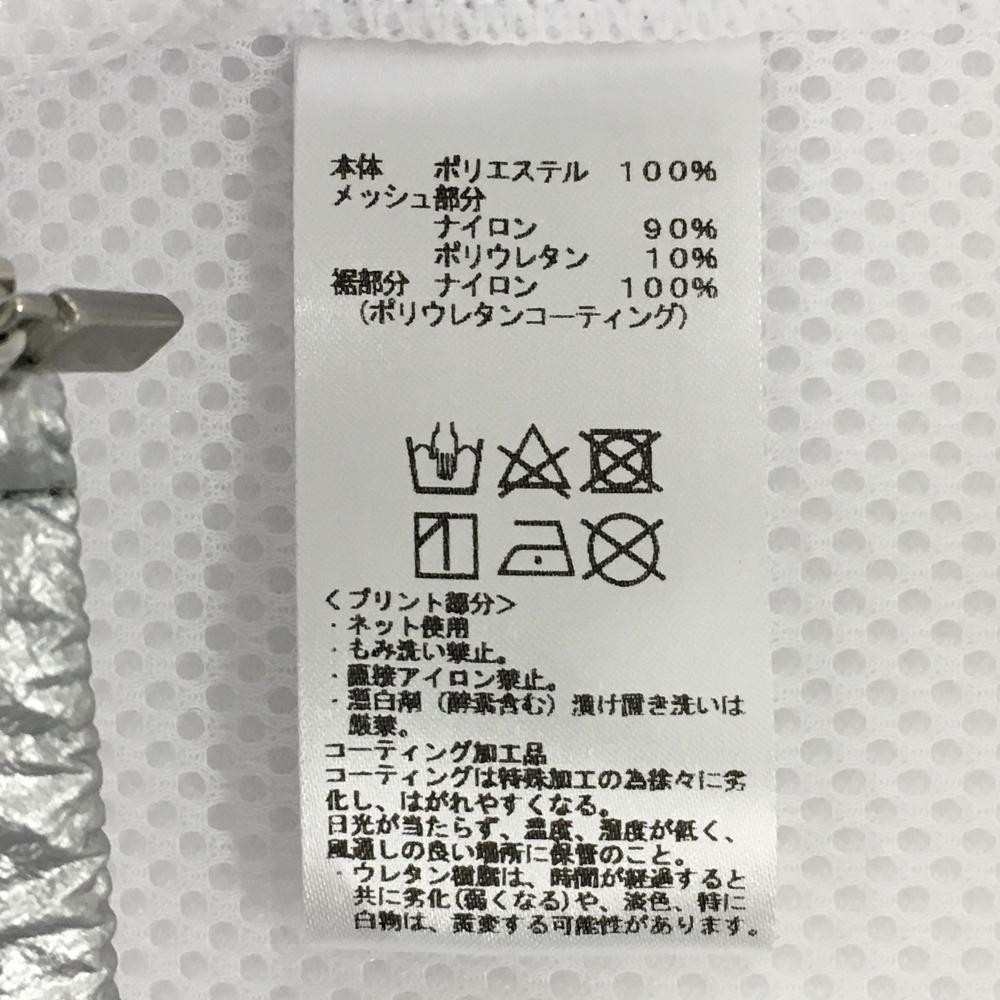 本体　ポリエステル　１００％
メッシュ部分
ナイロン　９０％
ポリウレタン　１０％
裾部分　ナイロン　１００％
（ポリウレタンコーティング）
＜プリント部分＞
・ネット使用
・もみ洗い禁止。
・直接アイロン禁止。
・漂白剤（酵素含む）漬け置き洗いは
厳禁。
コーティング加工品
コーティングは特殊加工の為徐々に劣
化し、はがれやすくなる。
日光が当たらず、温度、湿度が低く、
風通しの良い場所に保管のこと。
・ウレタン樹脂は、時間が経過すると
共に劣化(弱くなる)や、淡色、特に
白物は、黄変する可能性があります。